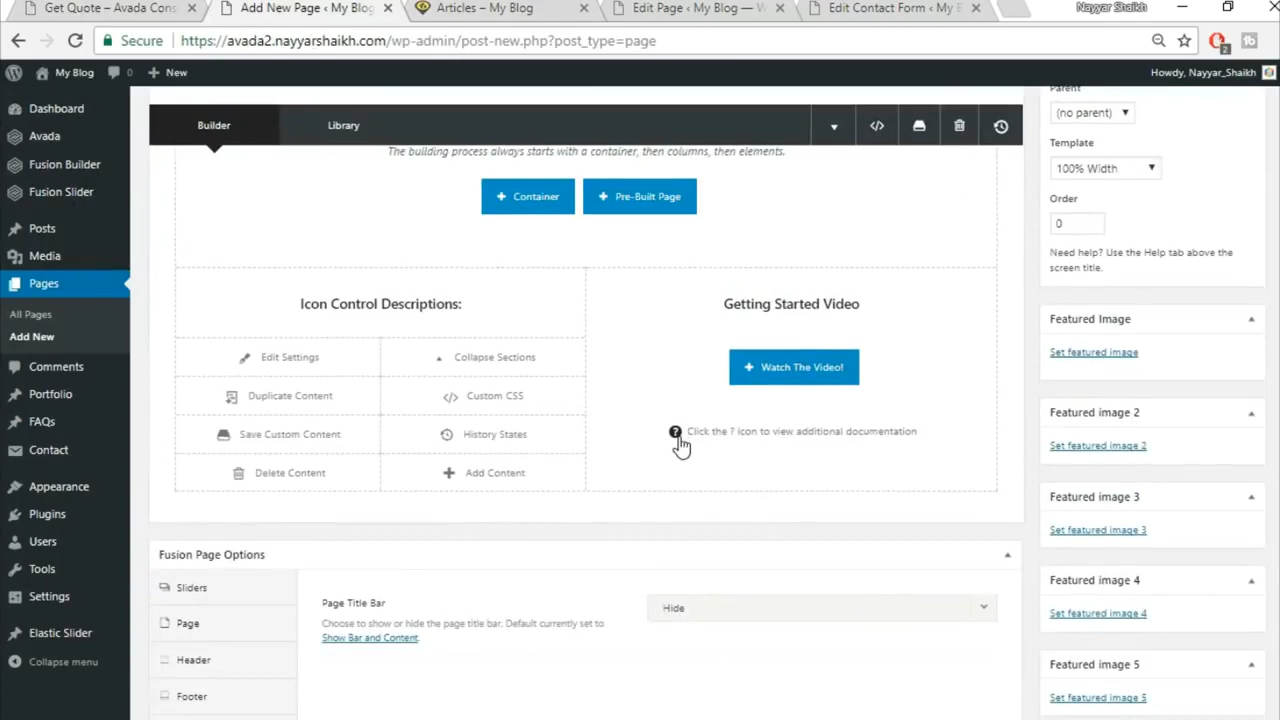 Get Quote – Avada Cons
Add New Page ‹ My Blog
Articles – My Blog
Edit Page ‹ My Blog — W
Edit Contact Form ‹ My B
Nayyar Shaikh
Secure
https://avada2.nayyarshaikh.com/wp-admin/post-new.php?post_type=page
2
My Blog
0
New
Howdy, Nayyar_Shaikh
Dashboard
Avada
Fusion Builder
Fusion Slider
Posts
Media
Pages
All Pages
Add New
Comments
Portfolio
FAQs
Contact
Appearance
Plugins
Users
Tools
Settings
Elastic Slider
Collapse menu
Builder
Library
The building process always starts with a container, then columns, then elements.
Container
Pre-Built Page
Icon Control Descriptions:
Edit Settings
Collapse Sections
Duplicate Content
Custom CSS
Save Custom Content
History States
Delete Content
Add Content
Getting Started Video
Watch The Video!
Click the ? icon to view additional documentation
Fusion Page Options
Sliders
Page
Header
Footer
Page Title Bar
Choose to show or hide the page title bar. Default currently set to
Show Bar and Content.
Hide
Parent
(no parent)
Template
100% Width
Order
0
Need help? Use the Help tab above the
screen title.
Featured Image
Set featured image
Featured image 2
Set featured image 2
Featured image 3
Set featured image 3
Featured image 4
Set featured image 4
Featured image 5
Set featured image 5